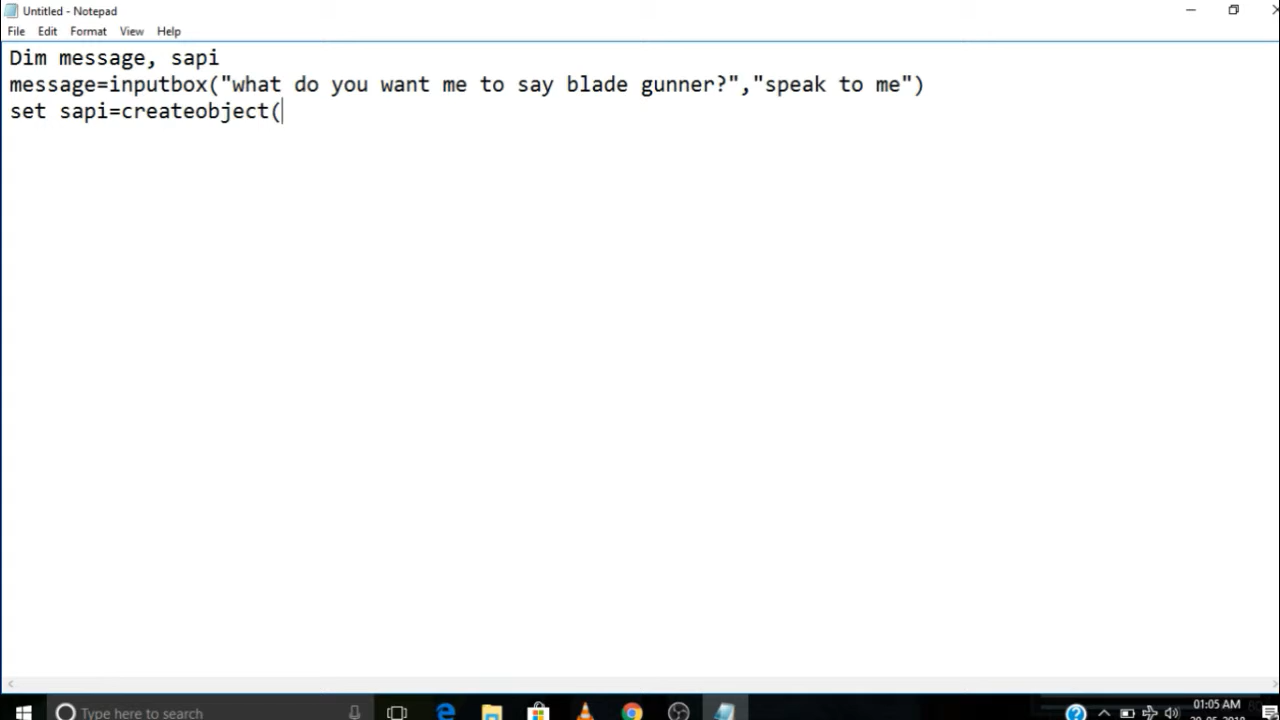 Untitled - Notepad
File Edit Format View Help
Dim message, sapi
message=inputbox("what do you want me to say blade gunner?","speak to me")
set sapi=createobject(
Type here to search
01:05 AM